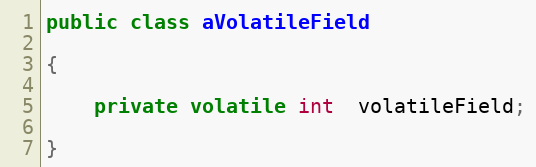 1 public class aVolatileField
2
3 {
4
5     private volatile int  volatileField;
6
7 }